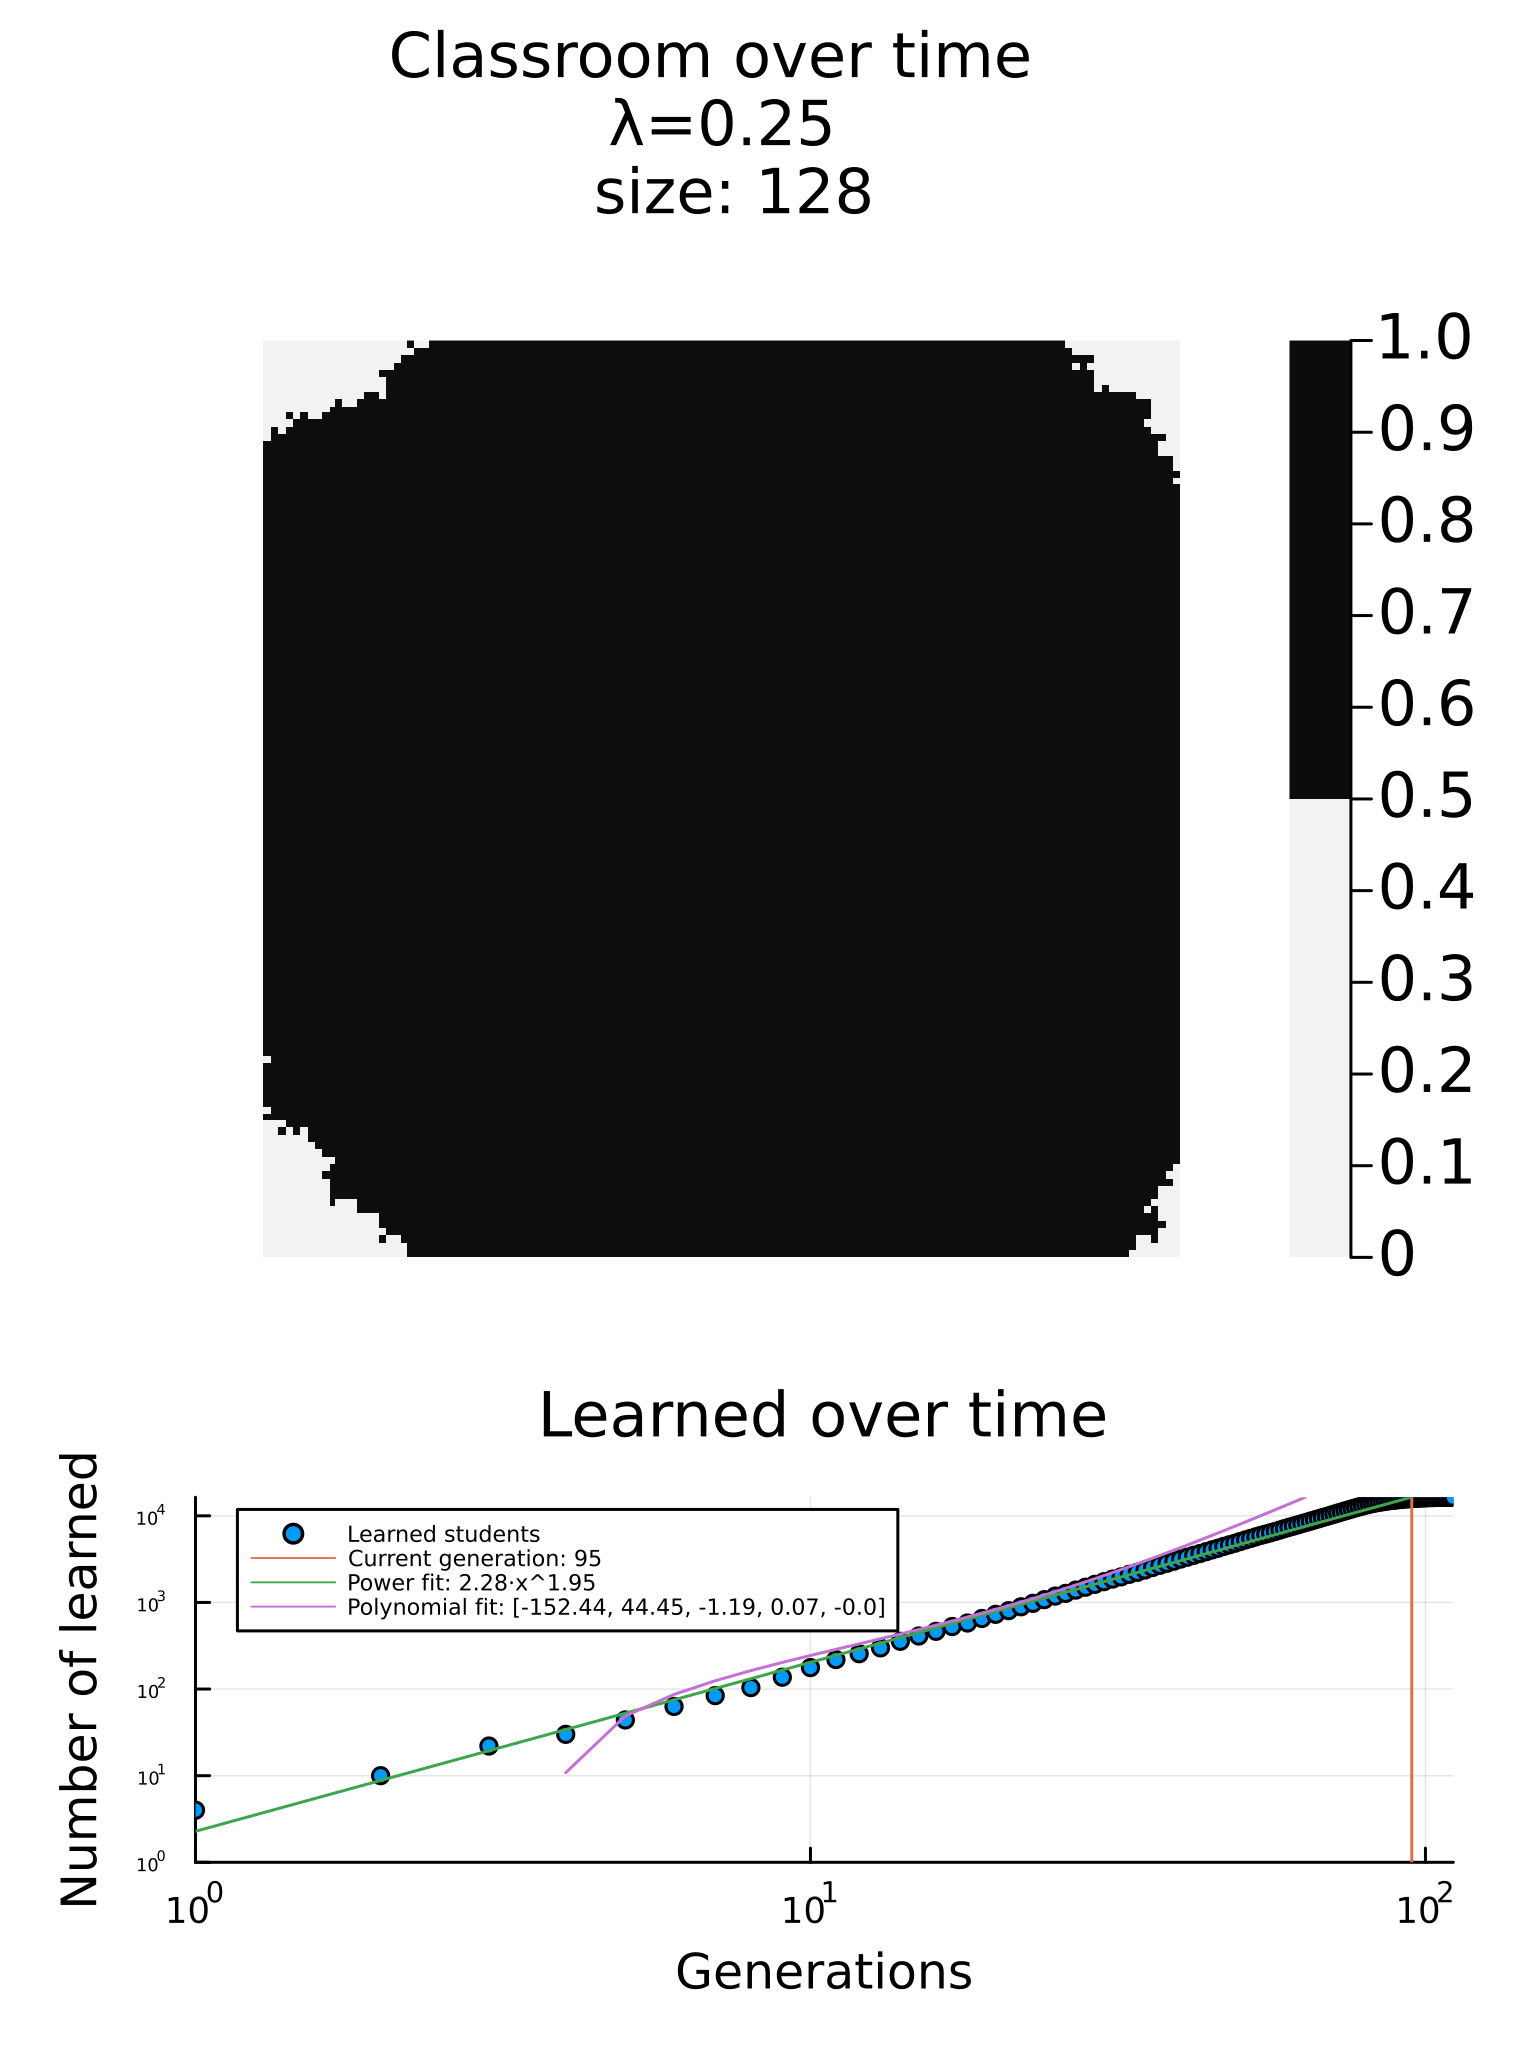 Classroom over time
λ=0.25
size: 128
1.0
0.9
0.8
0.7
0.6
0.5
0.4
0.3
0.2
0.1
0
Learned over time
Number of learned
10^4
10^3
10^2
10^1
10^0
Learned students
Current generation: 95
Power fit: 2.28·x^1.95
Polynomial fit: [-152.44, 44.45, -1.19, 0.07, -0.0]
10^0
10^1
10^2
Generations